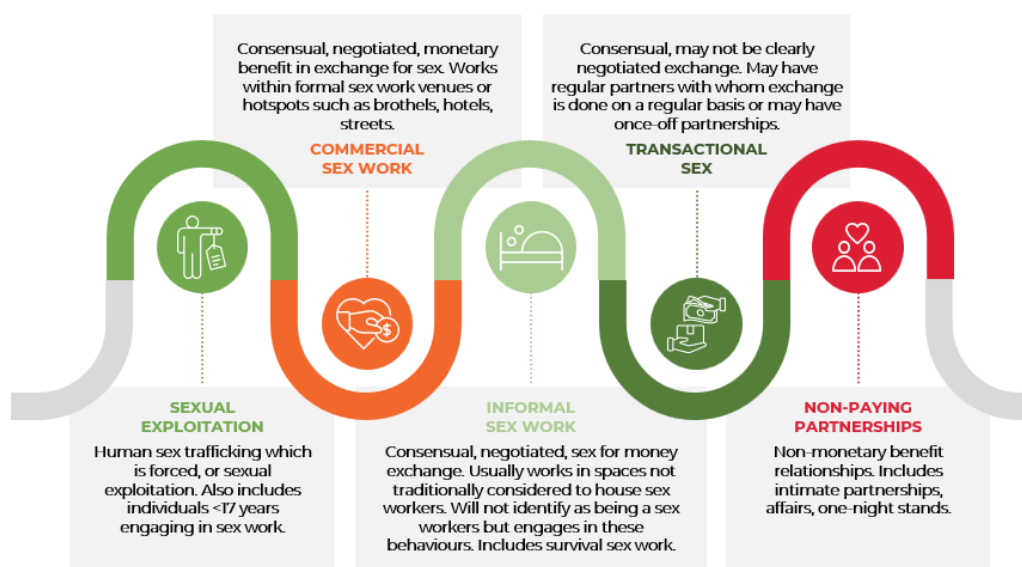 Consensual, negotiated, monetary
benefit in exchange for sex. Works
within formal sex work venues or
hotspots such as brothels, hotels,
streets.
COMMERCIAL
SEX WORK
Consensual, may not be clearly
negotiated exchange. May have
regular partners with whom exchange
is done on a regular basis or may have
once-off partnerships.
TRANSACTIONAL
SEX
$
SEXUAL
EXPLOITATION
Human sex trafficking which
is forced, or sexual
exploitation. Also includes
individuals <17 years
engaging in sex work.
INFORMAL
SEX WORK
Consensual, negotiated, sex for money
exchange. Usually works in spaces not
traditionally considered to house sex
workers. Will not identify as being a sex
workers but engages in these
behaviours. Includes survival sex work.
NON-PAYING
PARTNERSHIPS
Non-monetary benefit
relationships. Includes
intimate partnerships,
affairs, one-night stands.